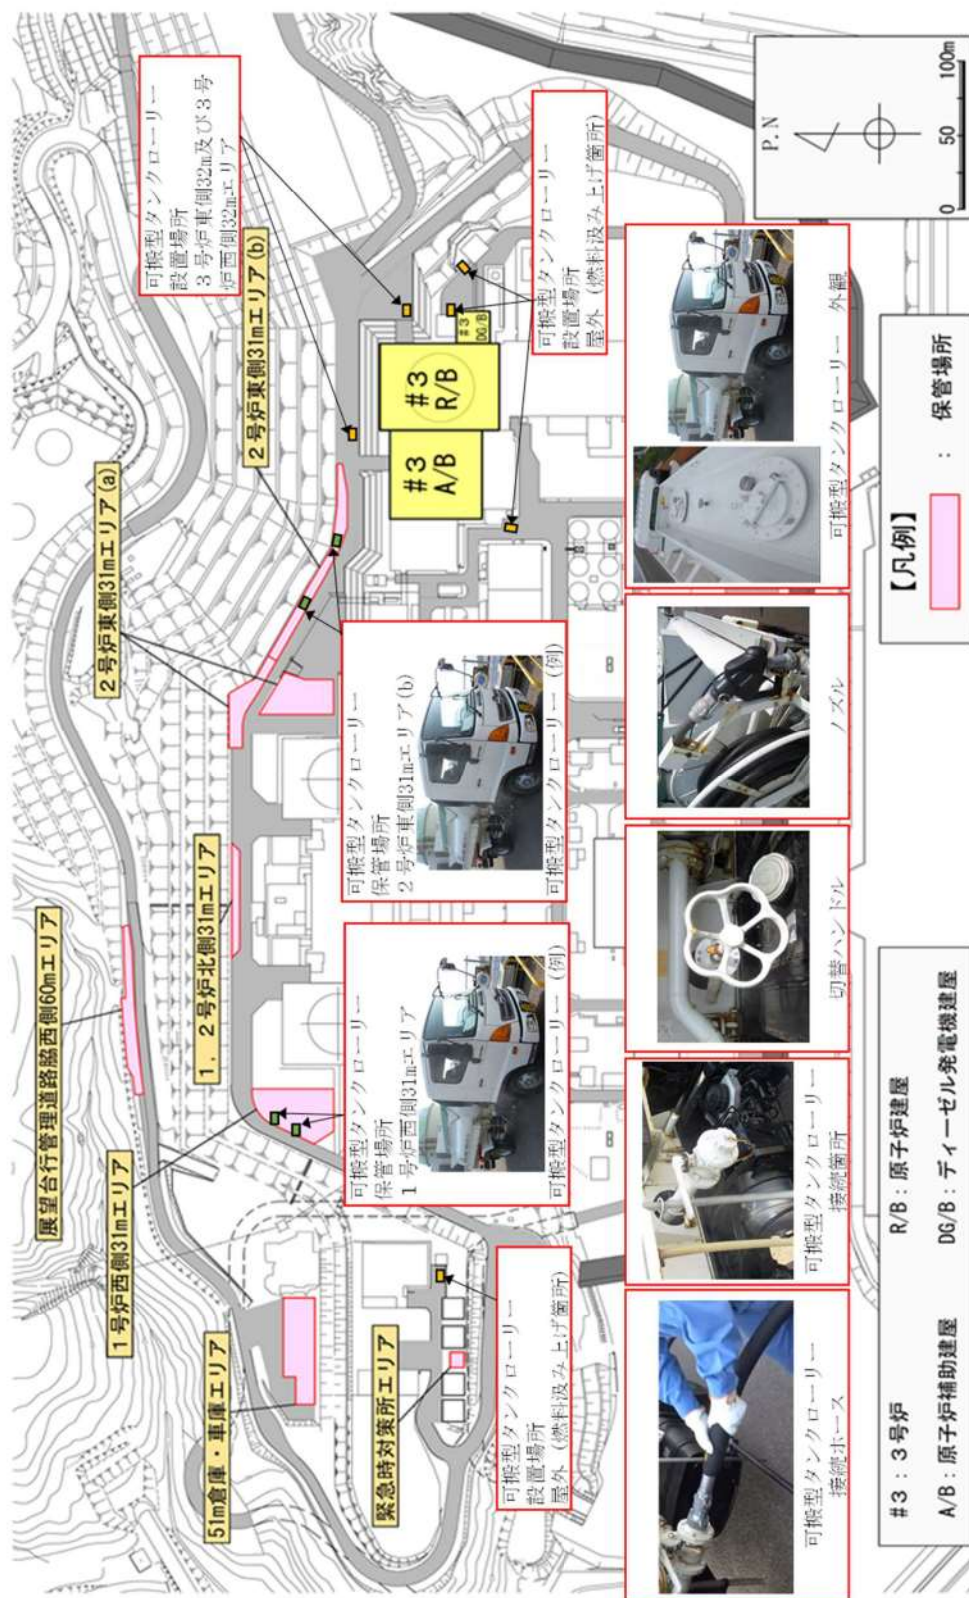 51m倉庫・車庫エリア
1号炉西側31mエリア
展望台行管理道路脇西側60mエリア
1．2号炉北側31mエリア
2号炉東側31mエリア(a)
2号炉東側31mエリア(b)
可搬型タンクローリー
設置場所
3号炉東側32m及び3号
炉西側32mエリア
緊急時対策所エリア
#3
A/B
#3
R/B
#3
DG/B
可搬型タンクローリー
設置場所
屋外（燃料汲み上げ箇所）
可搬型タンクローリー
保管場所
1号炉西側31mエリア
可搬型タンクローリー（例）
可搬型タンクローリー
保管場所
2号炉東側31mエリア(b)
可搬型タンクローリー（例）
可搬型タンクローリー
設置場所
屋外（燃料汲み上げ箇所）
可搬型タンクローリー
接続ホース
可搬型タンクローリー
接続箇所
切替ハンドル
ノズル
可搬型タンクローリー　外観
P.N
0
50
100m
#3：3号炉
R/B：原子炉建屋
A/B：原子炉補助建屋
DG/B：ディーゼル発電機建屋
【凡例】
：　保管場所